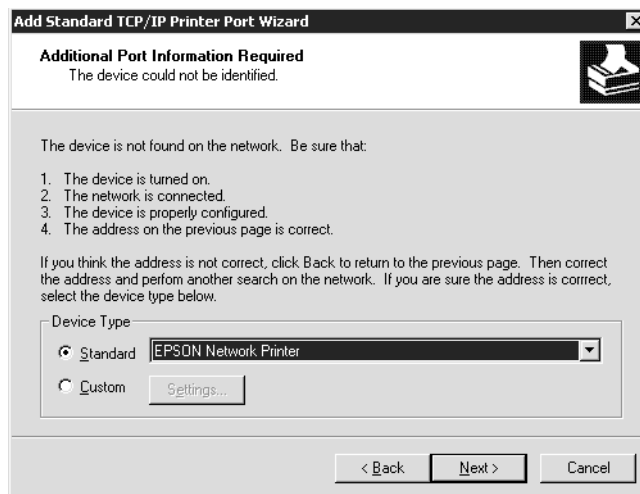 Add Standard TCP/IP Printer Port Wizard
Additional Port Information Required
The device could not be identified.
The device is not found on the network. Be sure that:
1. The device is turned on.
2. The network is connected.
3. The device is properly configured.
4. The address on the previous page is correct.
If you think the address is not correct, click Back to return to the previous page. Then correct
the address and perfom another search on the network. If you are sure the address is corrrect,
select the device type below.
Device Type
Standard EPSON Network Printer
Custom Settings...
< Back Next > Cancel